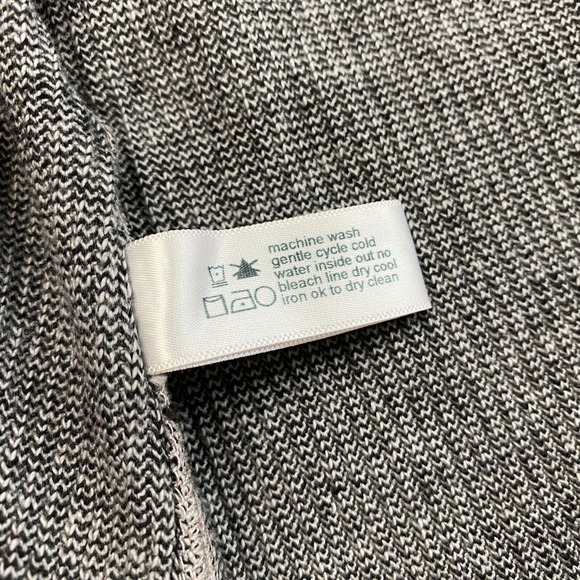 machine wash
gentle cycle cold
water inside out no
bleach line dry cool
iron ok to dry clean